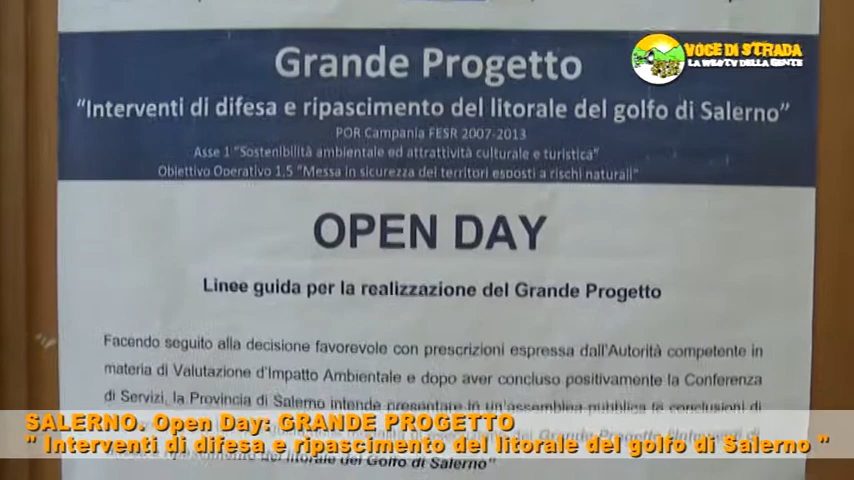 Grande Progetto
VOCE DI STRADA
LA WEBTV DELLA GENTE
"Interventi di difesa e ripascimento del litorale del golfo di Salerno"
POR Campania FESR 2007-2013
Asse 1 "Sostenibilità ambientale ed attrattività culturale e turistica"
Obiettivo Operativo 1.5 "Messa in sicurezza dei territori esposti a rischi naturali"
OPEN DAY
Linee guida per la realizzazione del Grande Progetto
Facendo seguito alla decisione favorevole con prescrizioni espressa dall'Autorità competente in
materia di Valutazione d'Impatto Ambientale e dopo aver concluso positivamente la Conferenza
di Servizi, la Provincia di Salerno intende presentare in un'assemblea pubblica le conclusioni di
SALERNO. Open Day: GRANDE PROGETTO
" Interventi di difesa e ripascimento del litorale del golfo di Salerno "
del litorale del Golfo di Salerno"